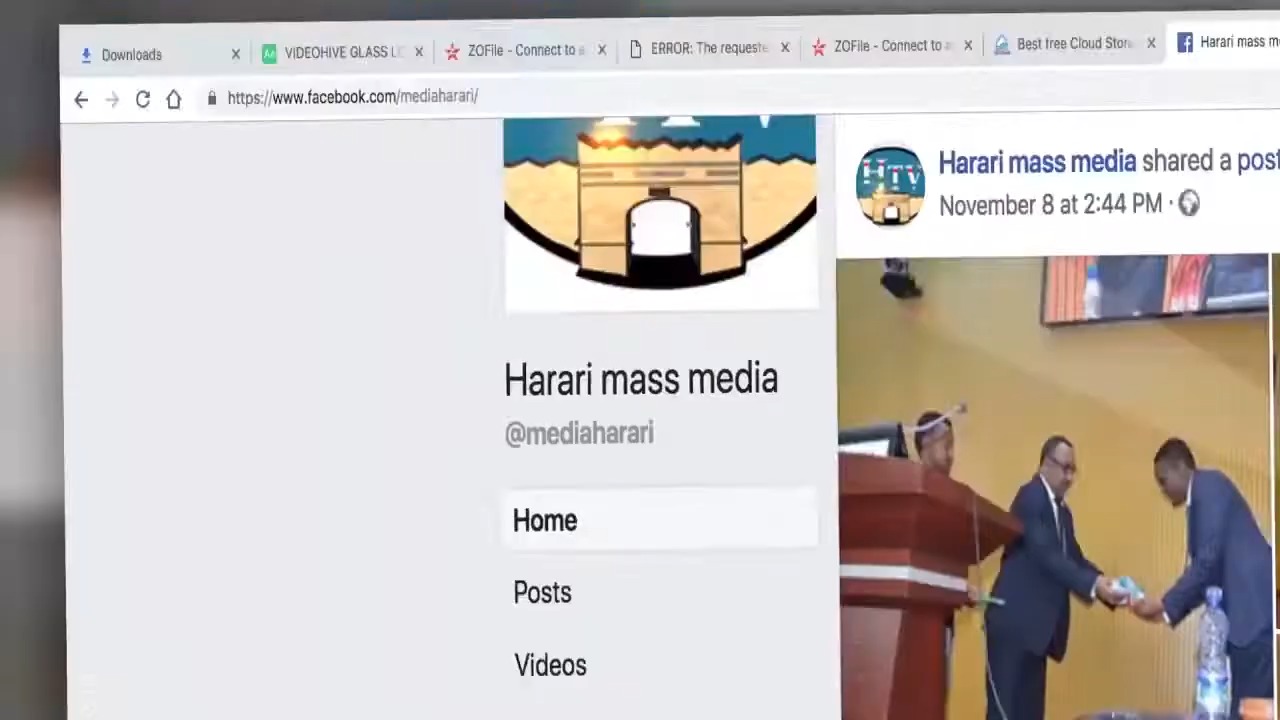 Downloads
VIDEOHIVE GLASS L
ZOFile - Connect to a
ERROR: The requeste
ZOFile - Connect to a
Best free Cloud Stor
Harari mass m
https://www.facebook.com/mediaharari/
HTV
Harari mass media shared a post
November 8 at 2:44 PM ·
Harari mass media
@mediaharari
Home
Posts
Videos